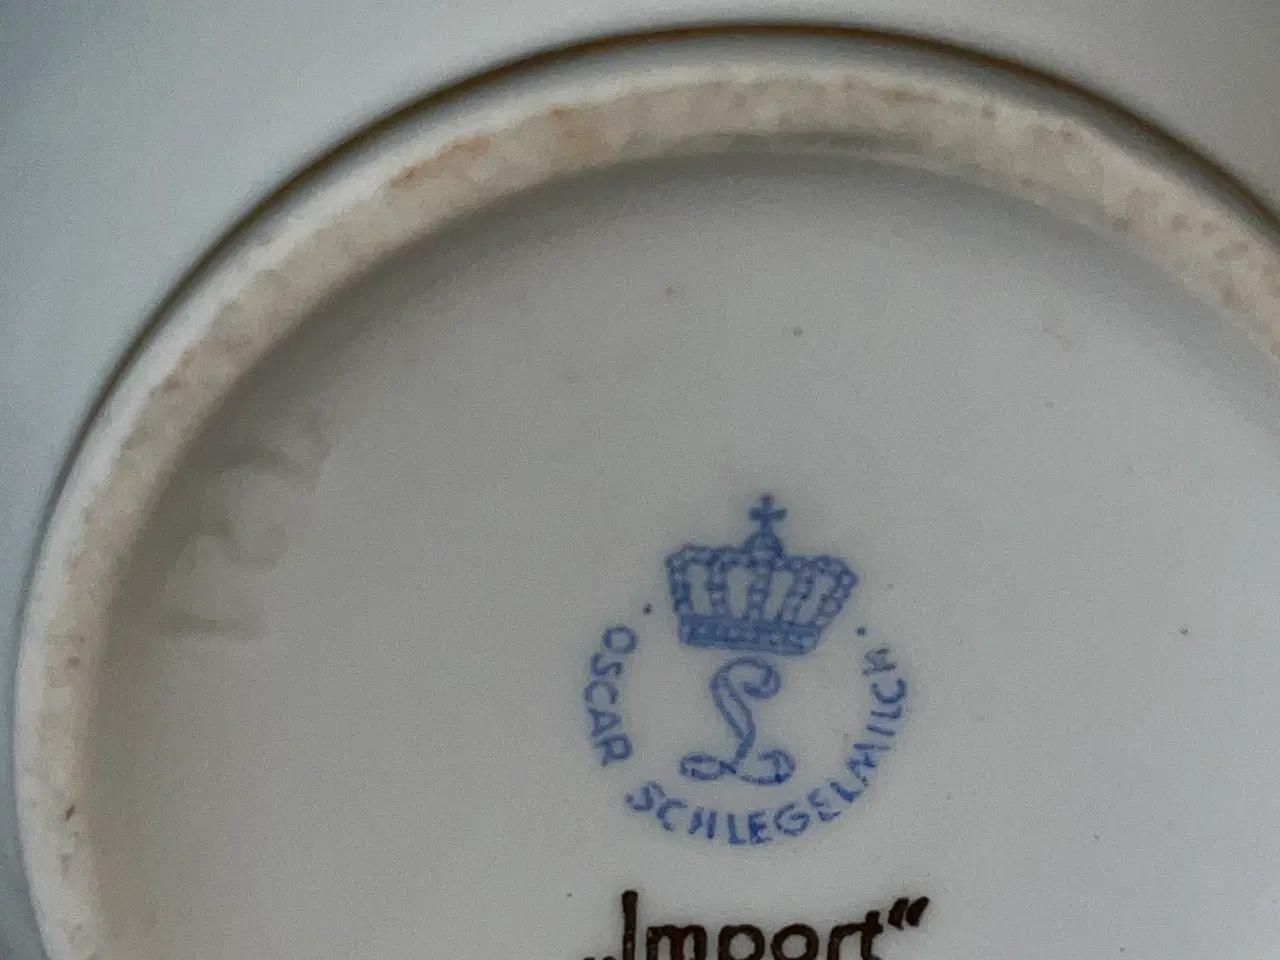 · OSCAR SCHLEGELMILCH ·
L
„Import“